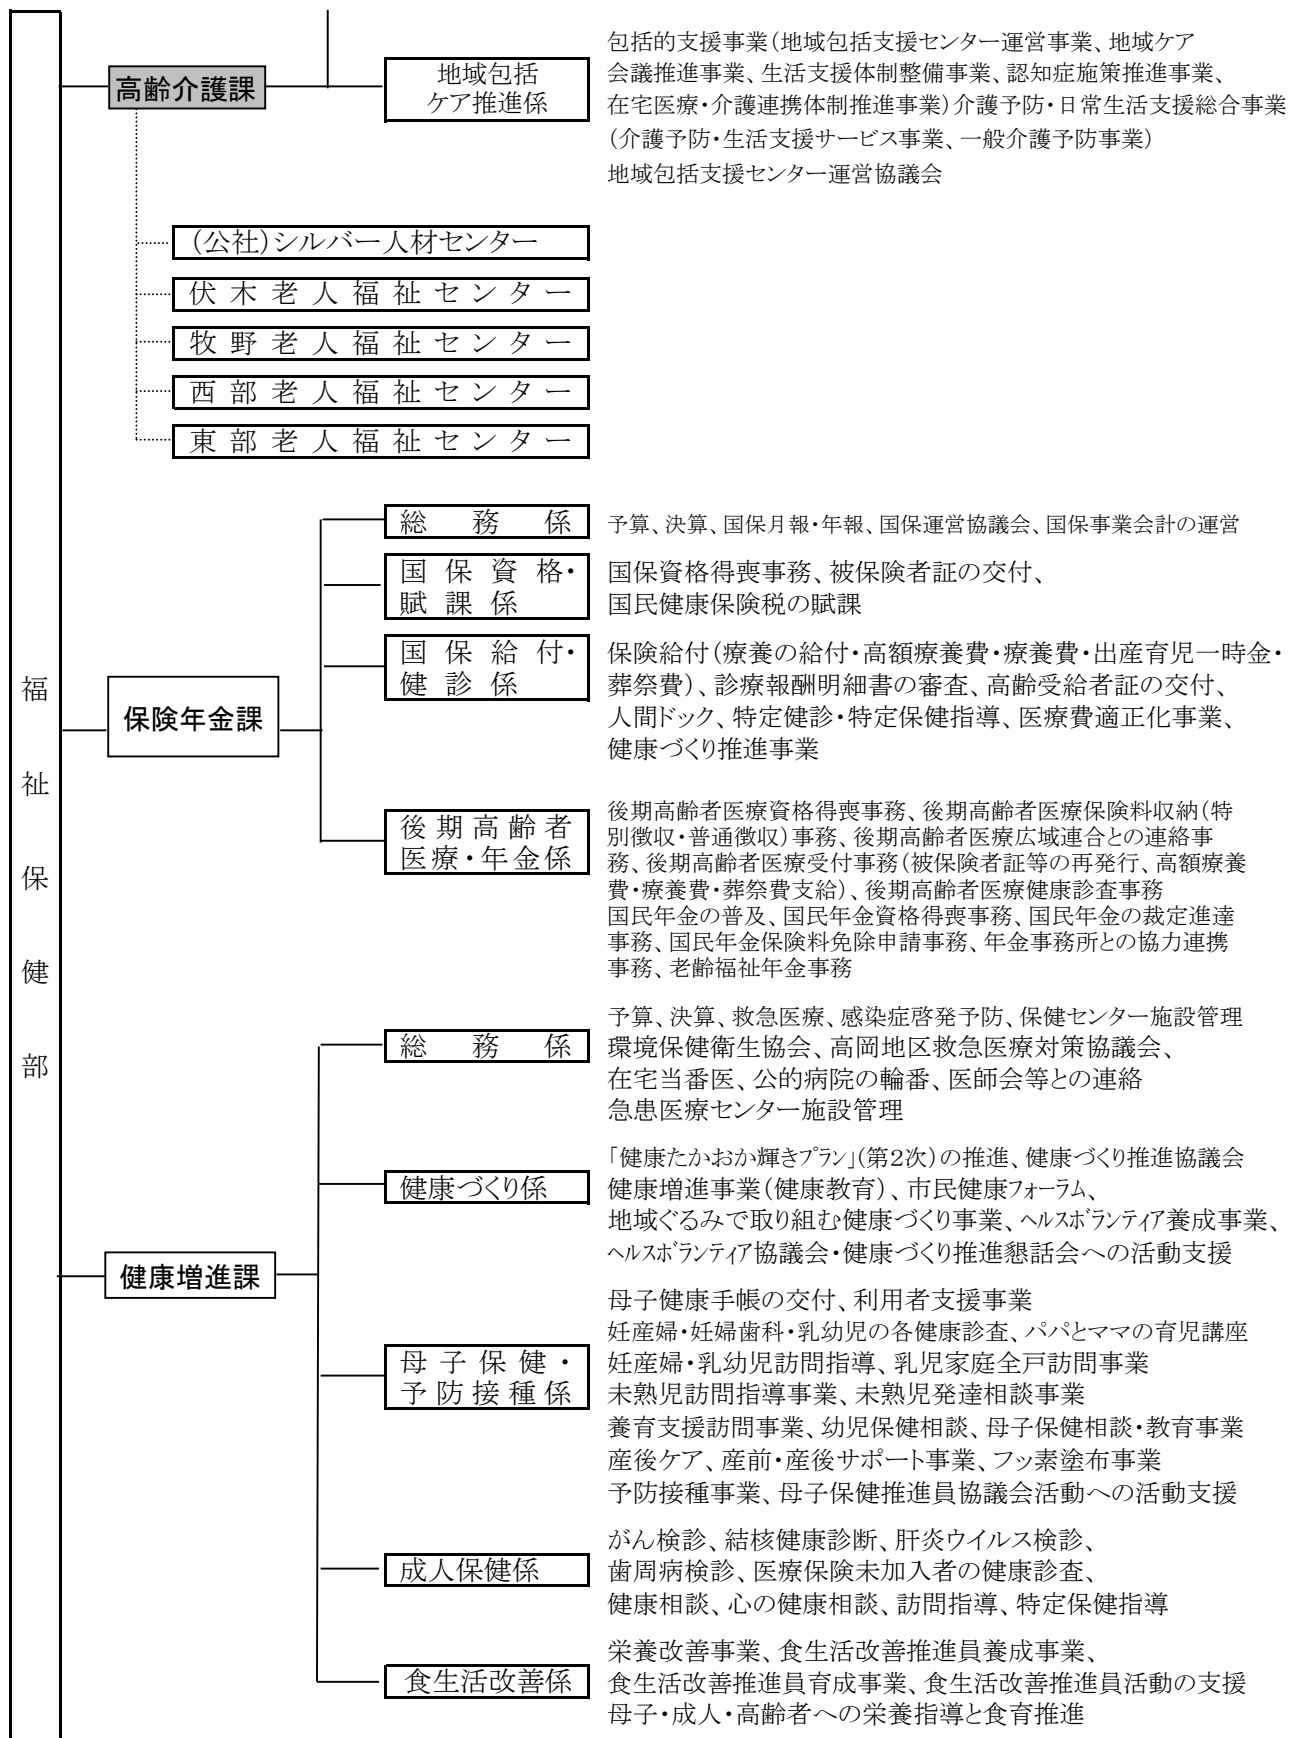 福祉保健部
高齢介護課
地域包括
ケア推進係
包括的支援事業(地域包括支援センター運営事業、地域ケア
会議推進事業、生活支援体制整備事業、認知症施策推進事業、
在宅医療・介護連携体制推進事業)介護予防・日常生活支援総合事業
(介護予防・生活支援サービス事業、一般介護予防事業)
地域包括支援センター運営協議会
(公社)シルバー人材センター
伏木老人福祉センター
牧野老人福祉センター
西部老人福祉センター
東部老人福祉センター
保険年金課
総務係
予算、決算、国保月報・年報、国保運営協議会、国保事業会計の運営
国保資格・
賦課係
国保資格得喪事務、被保険者証の交付、
国民健康保険税の賦課
国保給付・
健診係
保険給付(療養の給付・高額療養費・療養費・出産育児一時金・
葬祭費)、診療報酬明細書の審査、高齢受給者証の交付、
人間ドック、特定健診・特定保健指導、医療費適正化事業、
健康づくり推進事業
後期高齢者
医療・年金係
後期高齢者医療資格得喪事務、後期高齢者医療保険料収納(特
別徴収・普通徴収)事務、後期高齢者医療広域連合との連絡事
務、後期高齢者医療受付事務(被保険者証等の再発行、高額療養
費・療養費・葬祭費支給)、後期高齢者医療健康診査事務
国民年金の普及、国民年金資格得喪事務、国民年金の裁定進達
事務、国民年金保険料免除申請事務、年金事務所との協力連携
事務、老齢福祉年金事務
健康増進課
総務係
予算、決算、救急医療、感染症啓発予防、保健センター施設管理
環境保健衛生協会、高岡地区救急医療対策協議会、
在宅当番医、公的病院の輪番、医師会等との連絡
急患医療センター施設管理
健康づくり係
「健康たかおか輝きプラン」(第2次)の推進、健康づくり推進協議会
健康増進事業(健康教育)、市民健康フォーラム、
地域ぐるみで取り組む健康づくり事業、ヘルスボランティア養成事業、
ヘルスボランティア協議会・健康づくり推進懇話会への活動支援
母子保健・
予防接種係
母子健康手帳の交付、利用者支援事業
妊産婦・妊婦歯科・乳幼児の各健康診査、パパとママの育児講座
妊産婦・乳幼児訪問指導、乳児家庭全戸訪問事業
未熟児訪問指導事業、未熟児発達相談事業
養育支援訪問事業、幼児保健相談、母子保健相談・教育事業
産後ケア、産前・産後サポート事業、フッ素塗布事業
予防接種事業、母子保健推進員協議会活動への活動支援
成人保健係
がん検診、結核健康診断、肝炎ウイルス検診、
歯周病検診、医療保険未加入者の健康診査、
健康相談、心の健康相談、訪問指導、特定保健指導
食生活改善係
栄養改善事業、食生活改善推進員養成事業、
食生活改善推進員育成事業、食生活改善推進員活動の支援
母子・成人・高齢者への栄養指導と食育推進